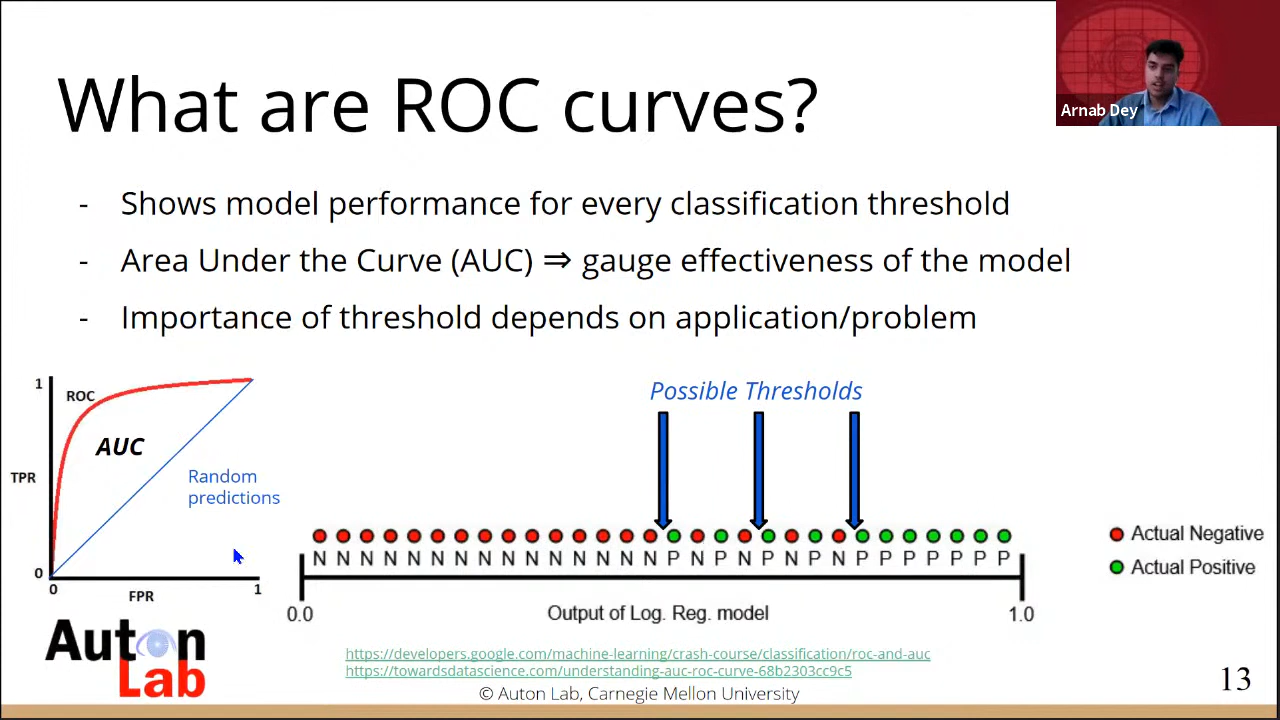 What are ROC curves?
Arnab Dey
- Shows model performance for every classification threshold
- Area Under the Curve (AUC) ⇒ gauge effectiveness of the model
- Importance of threshold depends on application/problem
1
ROC
AUC
TPR
Random
predictions
0
0
FPR
1
Possible Thresholds
N N N N N N N N N N N N N N N P N P N P N P N P P P P P P P
0.0
Output of Log. Reg. model
1.0
Actual Negative
Actual Positive
Auton
Lab
https://developers.google.com/machine-learning/crash-course/classification/roc-and-auc
https://towardsdatascience.com/understanding-auc-roc-curve-68b2303cc9c5
© Auton Lab, Carnegie Mellon University
13